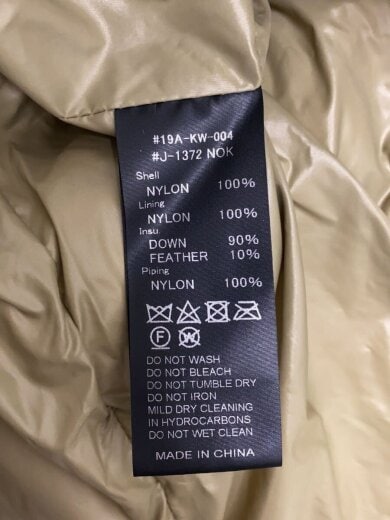 #19A-KW-004
#J-1372 NOK
Shell
NYLON 100%
Lining
NYLON 100%
Insu
DOWN 90%
FEATHER 10%
Piping
NYLON 100%
F W
DO NOT WASH
DO NOT BLEACH
DO NOT TUMBLE DRY
DO NOT IRON
MILD DRY CLEANING
IN HYDROCARBONS
DO NOT WET CLEAN
MADE IN CHINA